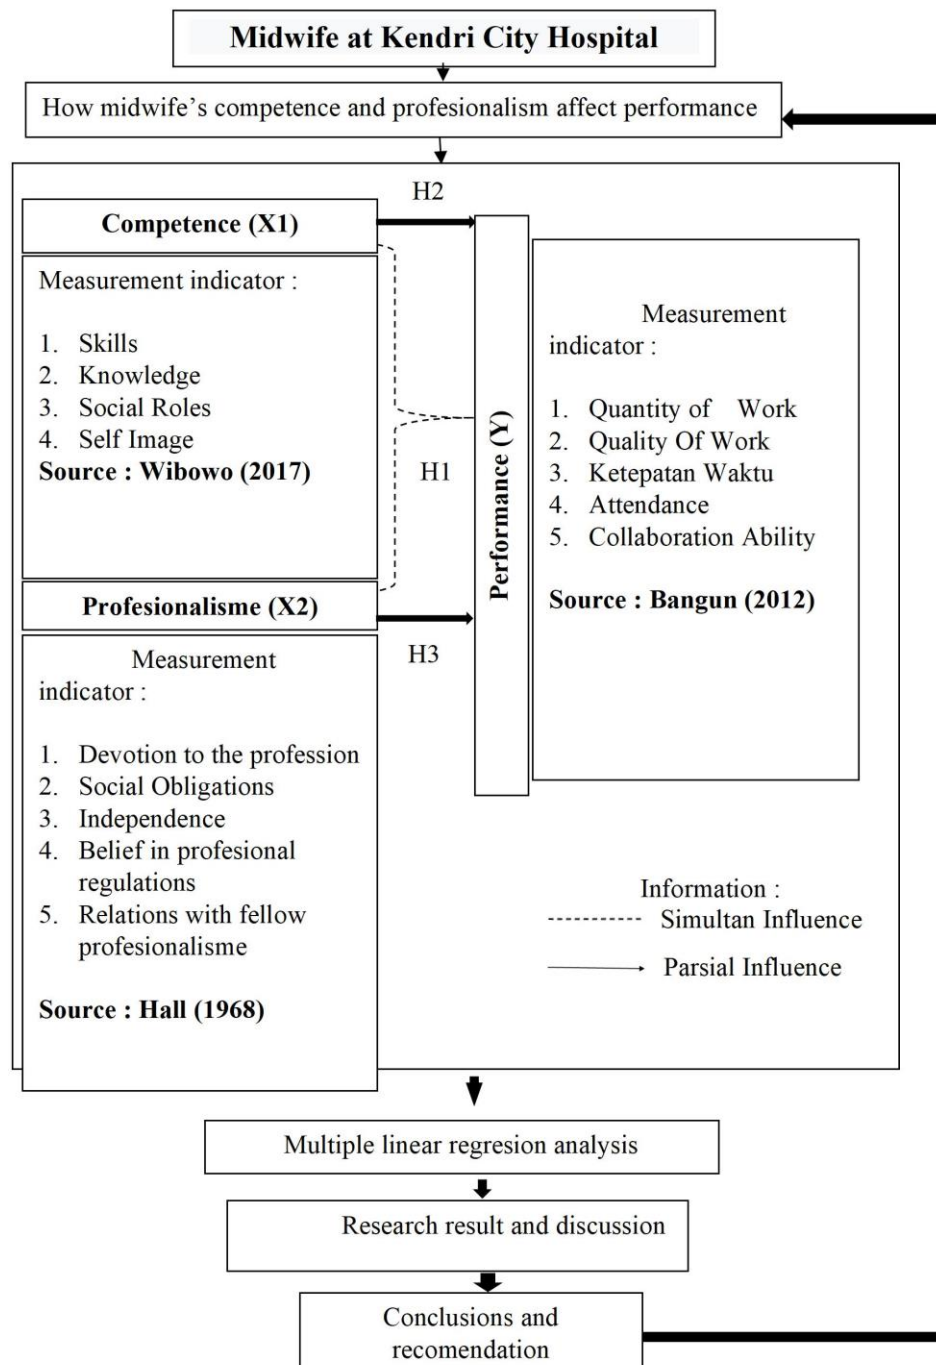 Midwife at Kendri City Hospital
How midwife's competence and profesionalism affect performance
H2
Competence (X1)
Measurement indicator :
1. Skills
2. Knowledge
3. Social Roles
4. Self Image
Source : Wibowo (2017)
H1
Profesionalisme (X2)
H3
Measurement
indicator :
1. Devotion to the profession
2. Social Obligations
3. Independence
4. Belief in profesional
regulations
5. Relations with fellow
profesionalisme
Source : Hall (1968)
Performance (Y)
Measurement
indicator :
1. Quantity of Work
2. Quality Of Work
3. Ketepatan Waktu
4. Attendance
5. Collaboration Ability
Source : Bangun (2012)
Information :
Simultan Influence
Parsial Influence
Multiple linear regresion analysis
Research result and discussion
Conclusions and
recomendation